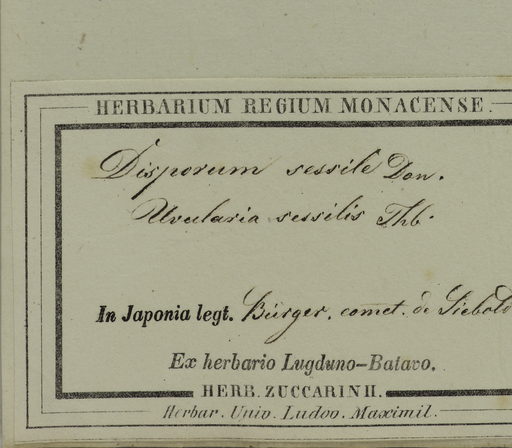 HERBARIUM REGIUM MONACENSE.
Disporum sessile Don.
Uvularia sessilis Thb.
In Japonia legt. Bürger. comet. de Siebold
Ex herbario Lugduno-Batavo.
HERB. ZUCCARINII.
Herbar. Univ. Ludov. Maximil.